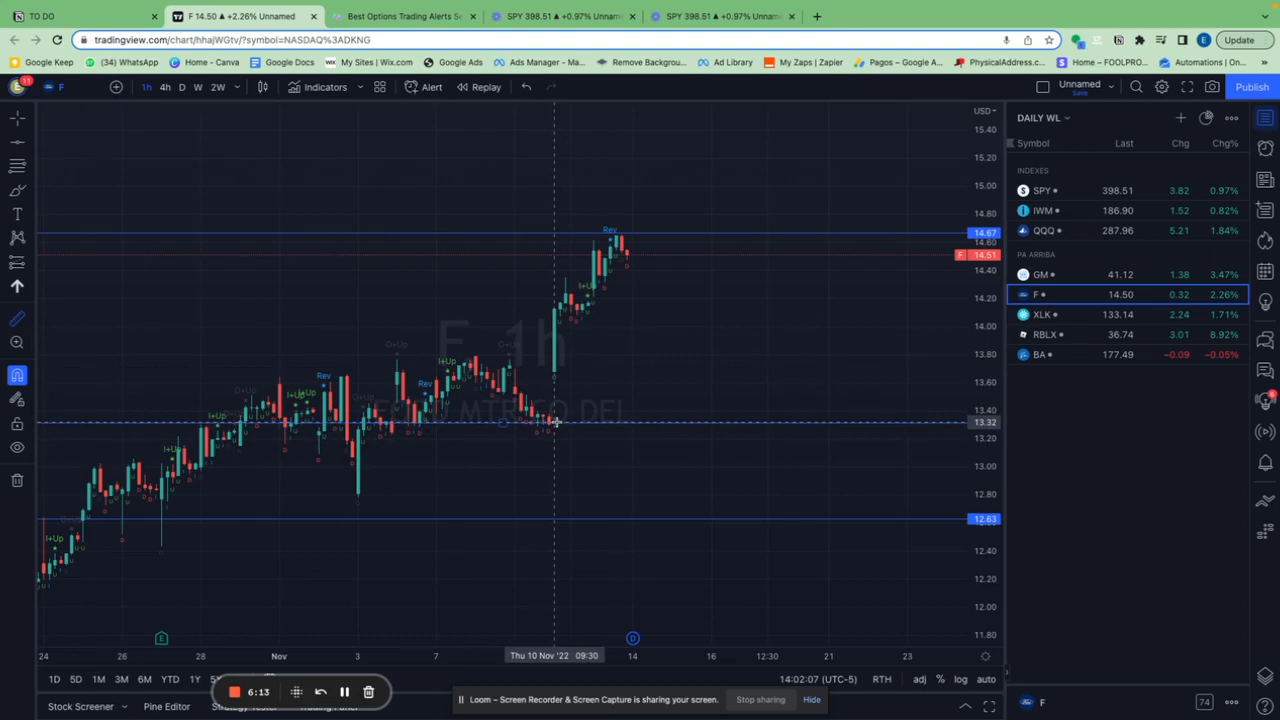 TO DO
F 14.50 ▲ +2.26% Unnamed
Best Options Trading Alerts Se
SPY 398.51 ▲ +0.97% Unnam
SPY 398.51 ▲ +0.97% Unnam
tradingview.com/chart/hhajWGtv/?symbol=NASDAQ%3ADKNG
E
Update
Google Keep
(34) WhatsApp
Home - Canva
Google Docs
My Sites | Wix.com
Google Ads
Ads Manager - Ma...
Remove Backgrou...
Ad Library
My Zaps | Zapier
Pagos – Google A...
PhysicalAddress.c...
Home – FOOLPRO...
Automations | On...
E
11
F
1h
4h
D
W
2W
Indicators
Alert
Replay
Unnamed
Save
Publish
USD
DAILY WL
Symbol
Last
Chg
Chg%
INDEXES
SPY
398.51
3.82
0.97%
IWM
186.90
1.52
0.82%
QQQ
287.96
5.21
1.84%
PA ARRIBA
GM
41.12
1.38
3.47%
F
14.50
0.32
2.26%
XLK
133.14
2.24
1.71%
RBLX
36.74
3.01
8.92%
BA
177.49
−0.09
−0.05%
15.40
15.20
15.00
14.80
14.67
14.60
F
14.51
14.40
14.20
14.00
13.80
13.60
13.40
13.32
13.20
13.00
12.80
12.63
12.40
12.20
12.00
11.80
F, 1h
24
26
28
Nov
3
7
Thu 10 Nov '22 09:30
14
16
12:30
21
23
1D
5D
1M
3M
6M
YTD
1Y
14:02:07 (UTC-5)
RTH
adj
%
log
auto
6:13
Loom – Screen Recorder & Screen Capture is sharing your screen.
Stop sharing
Hide
Stock Screener
Pine Editor
Strategy Tester
Trading Panel
F
74